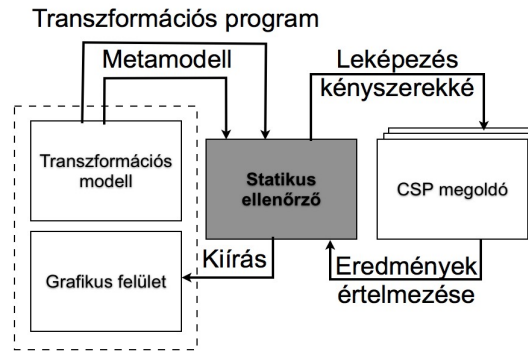 Transzformációs program
Metamodell
Leképezés
kényszerekké
Transzformációs
modell
Statikus
ellenőrző
CSP megoldó
Grafikus felület
Kiírás
Eredmények
értelmezése